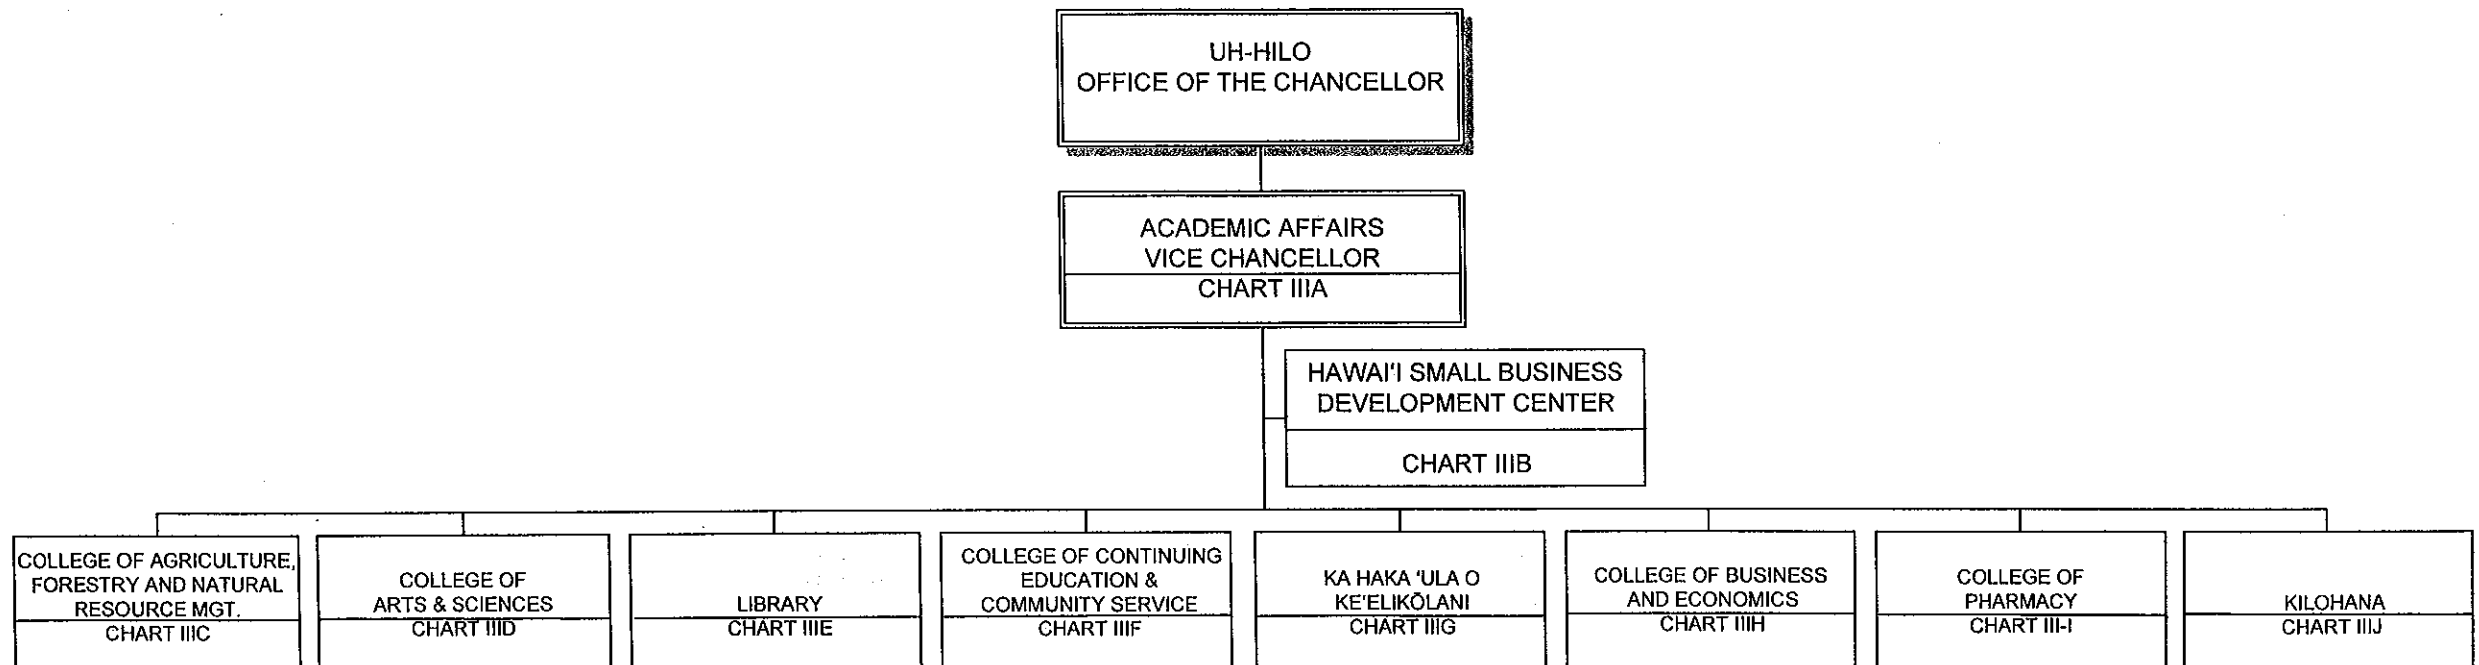 UH-HILO
OFFICE OF THE CHANCELLOR
ACADEMIC AFFAIRS
VICE CHANCELLOR
CHART IIIA
HAWAI'I SMALL BUSINESS
DEVELOPMENT CENTER
CHART IIIB
COLLEGE OF AGRICULTURE,
FORESTRY AND NATURAL
RESOURCE MGT.
CHART IIIC
COLLEGE OF
ARTS & SCIENCES
CHART IIID
LIBRARY
CHART IIIE
COLLEGE OF CONTINUING
EDUCATION &
COMMUNITY SERVICE
CHART IIIF
KA HAKA 'ULA O
KE'ELIKŌLANI
CHART IIIG
COLLEGE OF BUSINESS
AND ECONOMICS
CHART IIIH
COLLEGE OF
PHARMACY
CHART III-I
KILOHANA
CHART IIIJ